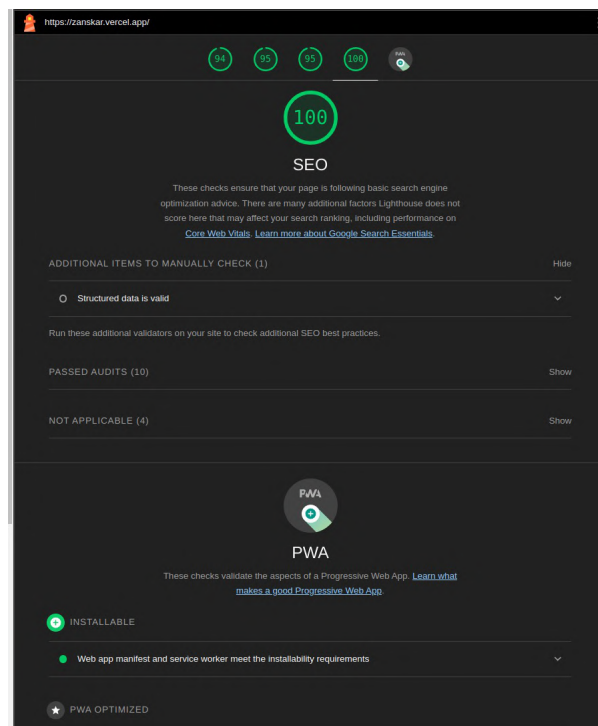 https://zanskar.vercel.app/
94 95 95 100 PWA
100
SEO
These checks ensure that your page is following basic search engine
optimization advice. There are many additional factors Lighthouse does not
score here that may affect your search ranking, including performance on
Core Web Vitals. Learn more about Google Search Essentials.
ADDITIONAL ITEMS TO MANUALLY CHECK (1) Hide
Structured data is valid
Run these additional validators on your site to check additional SEO best practices.
PASSED AUDITS (10) Show
NOT APPLICABLE (4) Show
PWA
PWA
These checks validate the aspects of a Progressive Web App. Learn what
makes a good Progressive Web App.
INSTALLABLE
Web app manifest and service worker meet the installability requirements
PWA OPTIMIZED